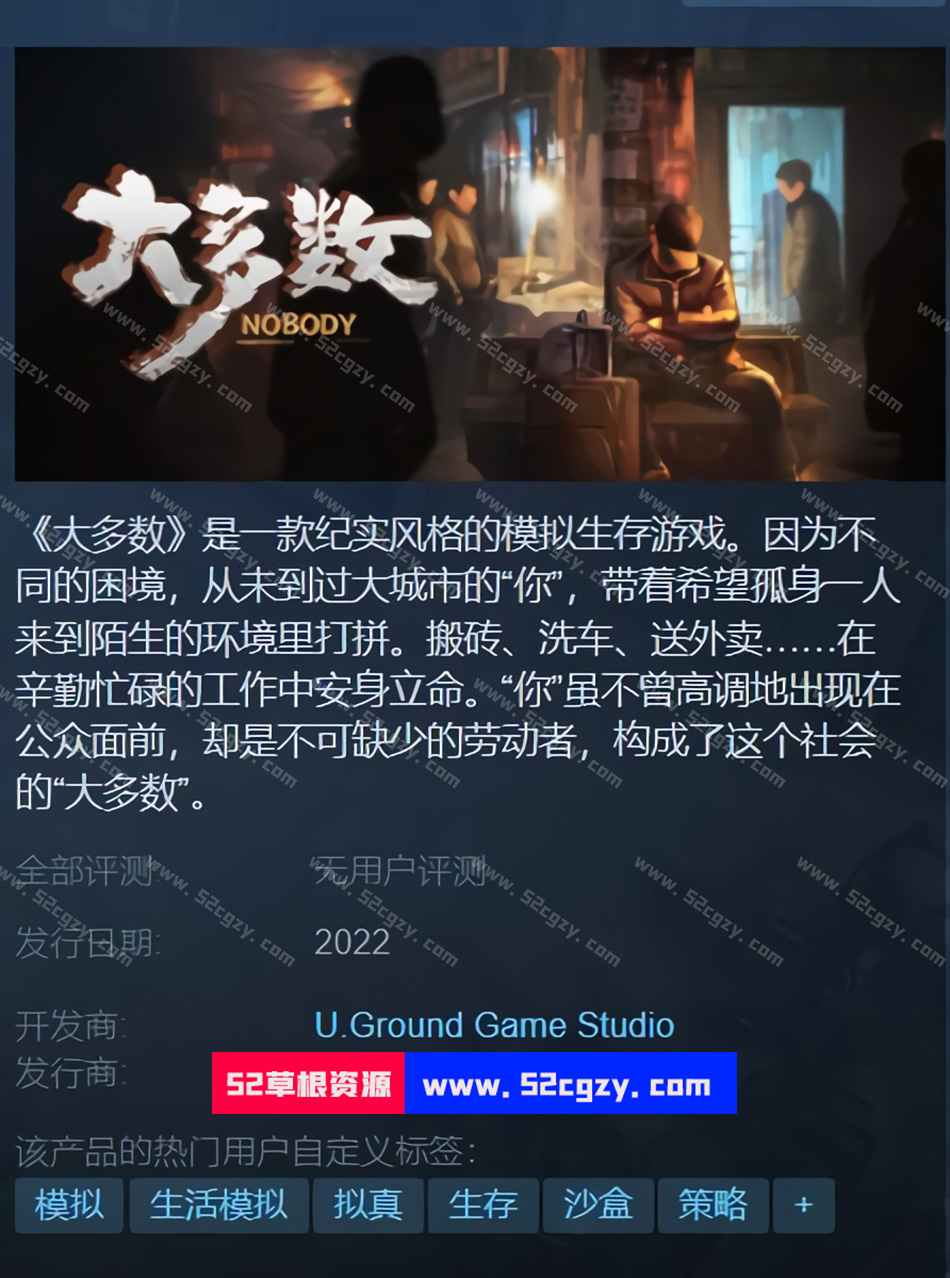 大多数
NOBODY
《大多数》是一款纪实风格的模拟生存游戏。因为不
同的困境，从未到过大城市的“你”，带着希望孤身一人
来到陌生的环境里打拼。搬砖、洗车、送外卖……在
辛勤忙碌的工作中安身立命。“你”虽不曾高调地出现在
公众面前，却是不可缺少的劳动者，构成了这个社会
的“大多数”。
全部评测: 无用户评测
发行日期: 2022
开发商: U.Ground Game Studio
发行商:
52草根资源 www.52cgzy.com
该产品的热门用户自定义标签:
模拟 生活模拟 拟真 生存 沙盒 策略 +
www.52cgzy.com